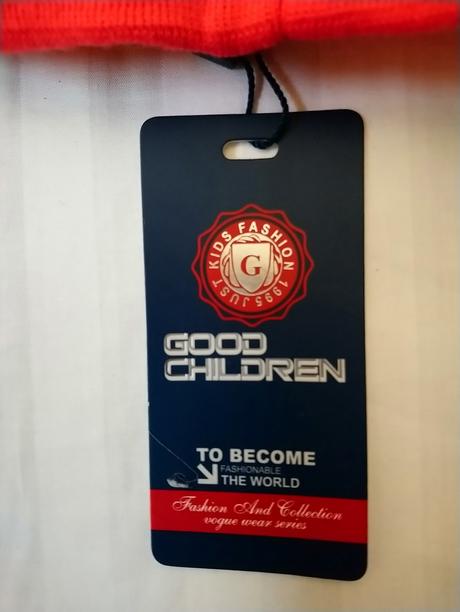 KIDS FASHION
1995 JUST
G
GOOD
CHILDREN
TO BECOME
FASHIONABLE
THE WORLD
Fashion And Collection
vogue wear series